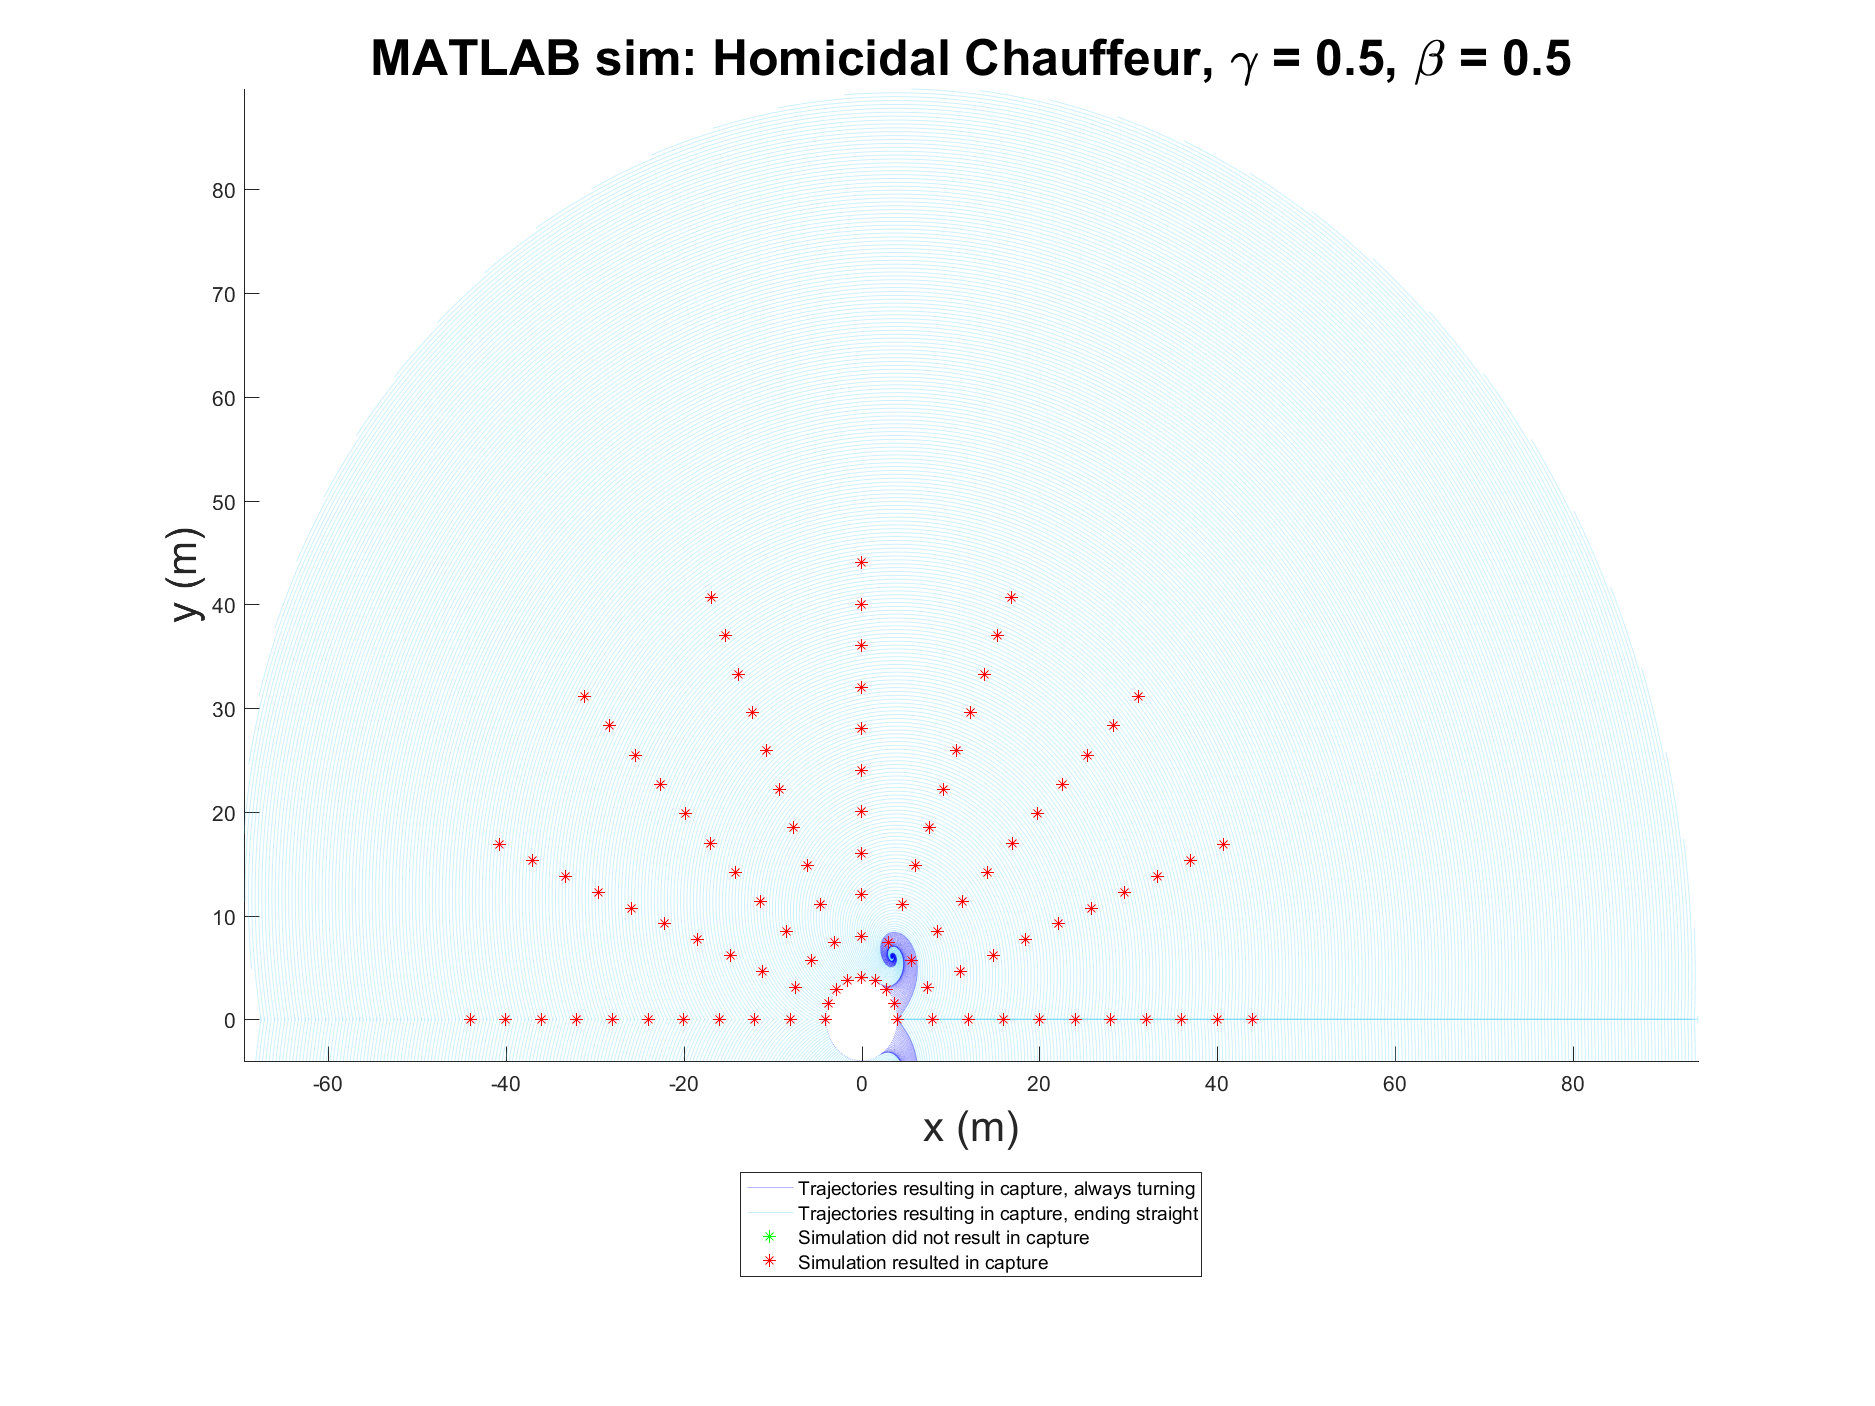 MATLAB sim: Homicidal Chauffeur, γ = 0.5, β = 0.5
80
70
60
50
40
30
20
10
0
y (m)
-60 -40 -20 0 20 40 60 80
x (m)
Trajectories resulting in capture, always turning
Trajectories resulting in capture, ending straight
Simulation did not result in capture
Simulation resulted in capture